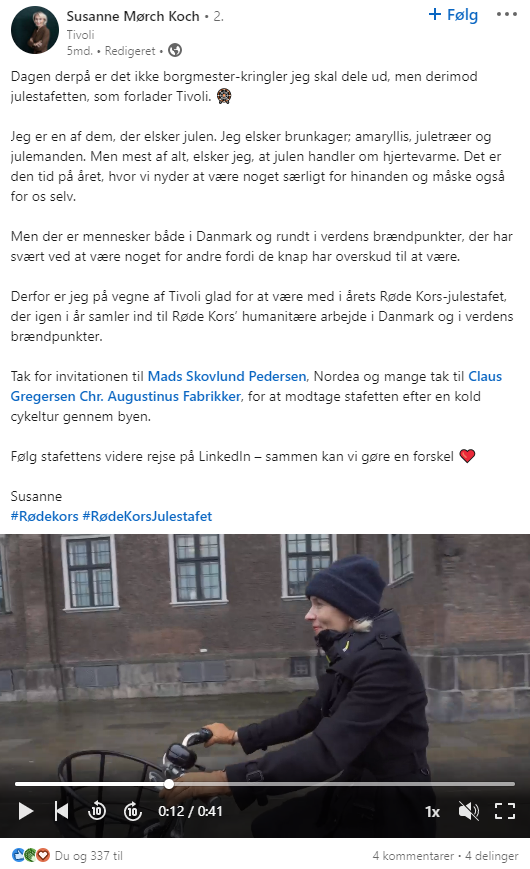 Susanne Mørch Koch • 2.
+ Følg
Tivoli
5md. • Redigeret •
Dagen derpå er det ikke borgmester-kringler jeg skal dele ud, men derimod
julestafetten, som forlader Tivoli.
Jeg er en af dem, der elsker julen. Jeg elsker brunkager; amaryllis, juletræer og
julemanden. Men mest af alt, elsker jeg, at julen handler om hjertevarme. Det er
den tid på året, hvor vi nyder at være noget særligt for hinanden og måske også
for os selv.
Men der er mennesker både i Danmark og rundt i verdens brændpunkter, der har
svært ved at være noget for andre fordi de knap har overskud til at være.
Derfor er jeg på vegne af Tivoli glad for at være med i årets Røde Kors-julestafet,
der igen i år samler ind til Røde Kors’ humanitære arbejde i Danmark og i verdens
brændpunkter.
Tak for invitationen til Mads Skovlund Pedersen, Nordea og mange tak til Claus
Gregersen Chr. Augustinus Fabrikker, for at modtage stafetten efter en kold
cykeltur gennem byen.
Følg stafettens videre rejse på LinkedIn – sammen kan vi gøre en forskel ❤
Susanne
#Rødekors #RødeKorsJulestafet
10 10 0:12 / 0:41 1x
Du og 337 til
4 kommentarer • 4 delinger